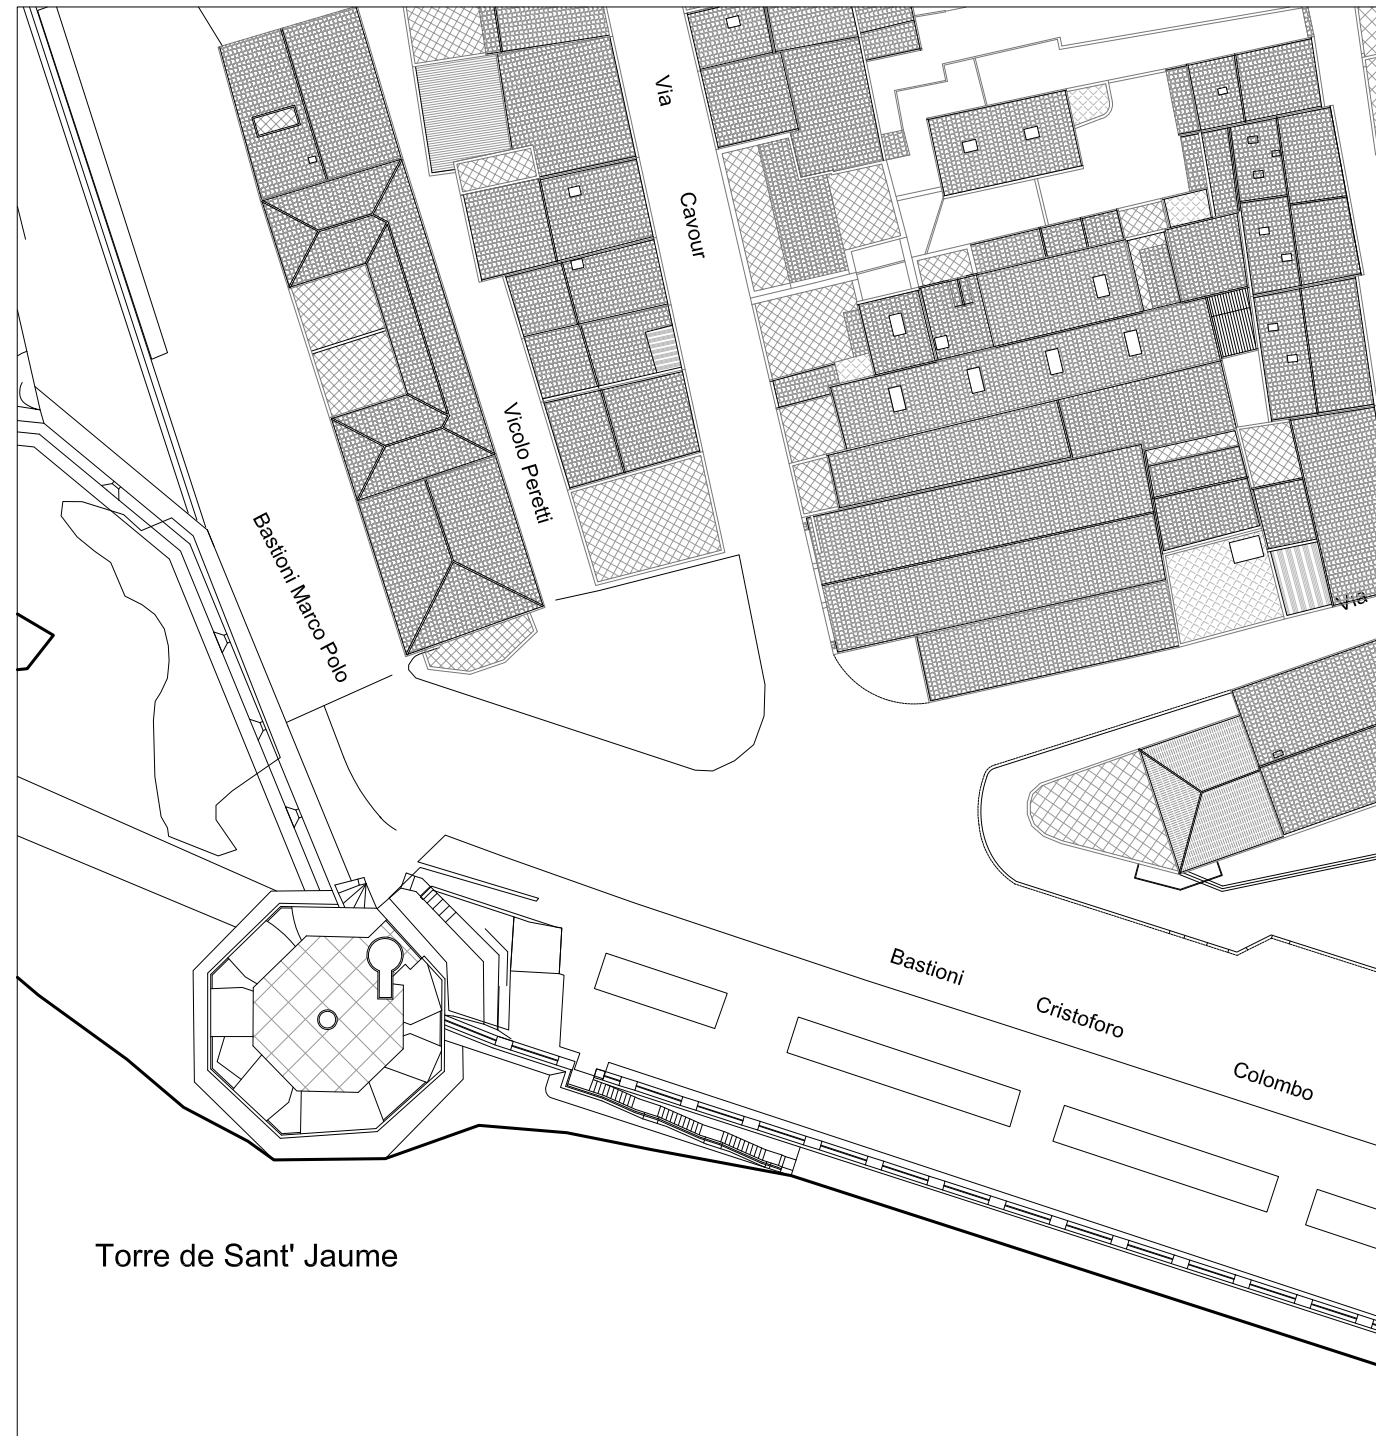 Via
Cavour
Vicolo Peretti
Bastioni Marco Polo
Via
Bastioni
Cristoforo
Colombo
Torre de Sant' Jaume